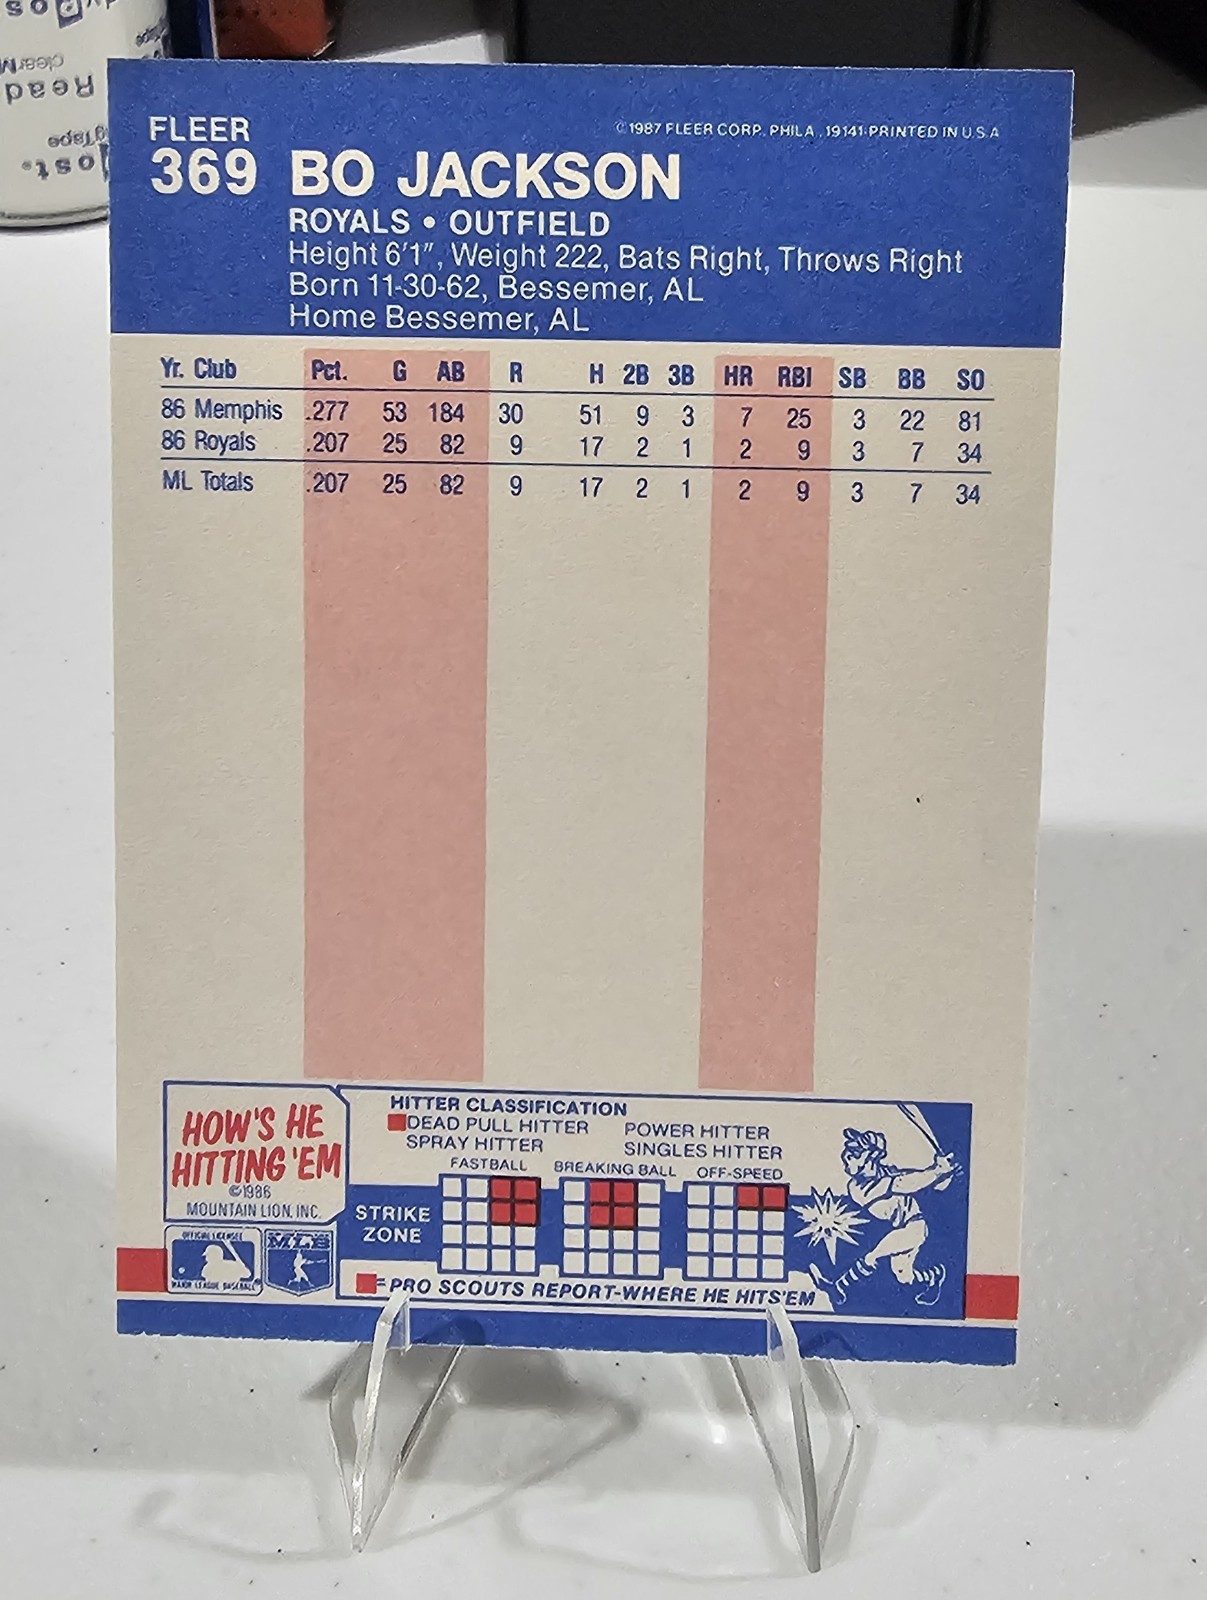 FLEER
369
© 1987 FLEER CORP. PHILA., 19141-PRINTED IN U.S.A
BO JACKSON
ROYALS • OUTFIELD
Height 6'1", Weight 222, Bats Right, Throws Right
Born 11-30-62, Bessemer, AL
Home Bessemer, AL
Yr. Club Pct. G AB R H 2B 3B HR RBI SB BB SO
86 Memphis .277 53 184 30 51 9 3 7 25 3 22 81
86 Royals .207 25 82 9 17 2 1 2 9 3 7 34
ML Totals .207 25 82 9 17 2 1 2 9 3 7 34
HOW'S HE
HITTING 'EM
©1986
MOUNTAIN LION, INC.
OFFICIAL LICENSEE
MAJOR LEAGUE BASEBALL
HITTER CLASSIFICATION
DEAD PULL HITTER POWER HITTER
SPRAY HITTER SINGLES HITTER
FASTBALL BREAKING BALL OFF-SPEED
STRIKE
ZONE
= PRO SCOUTS REPORT-WHERE HE HITS'EM
Read